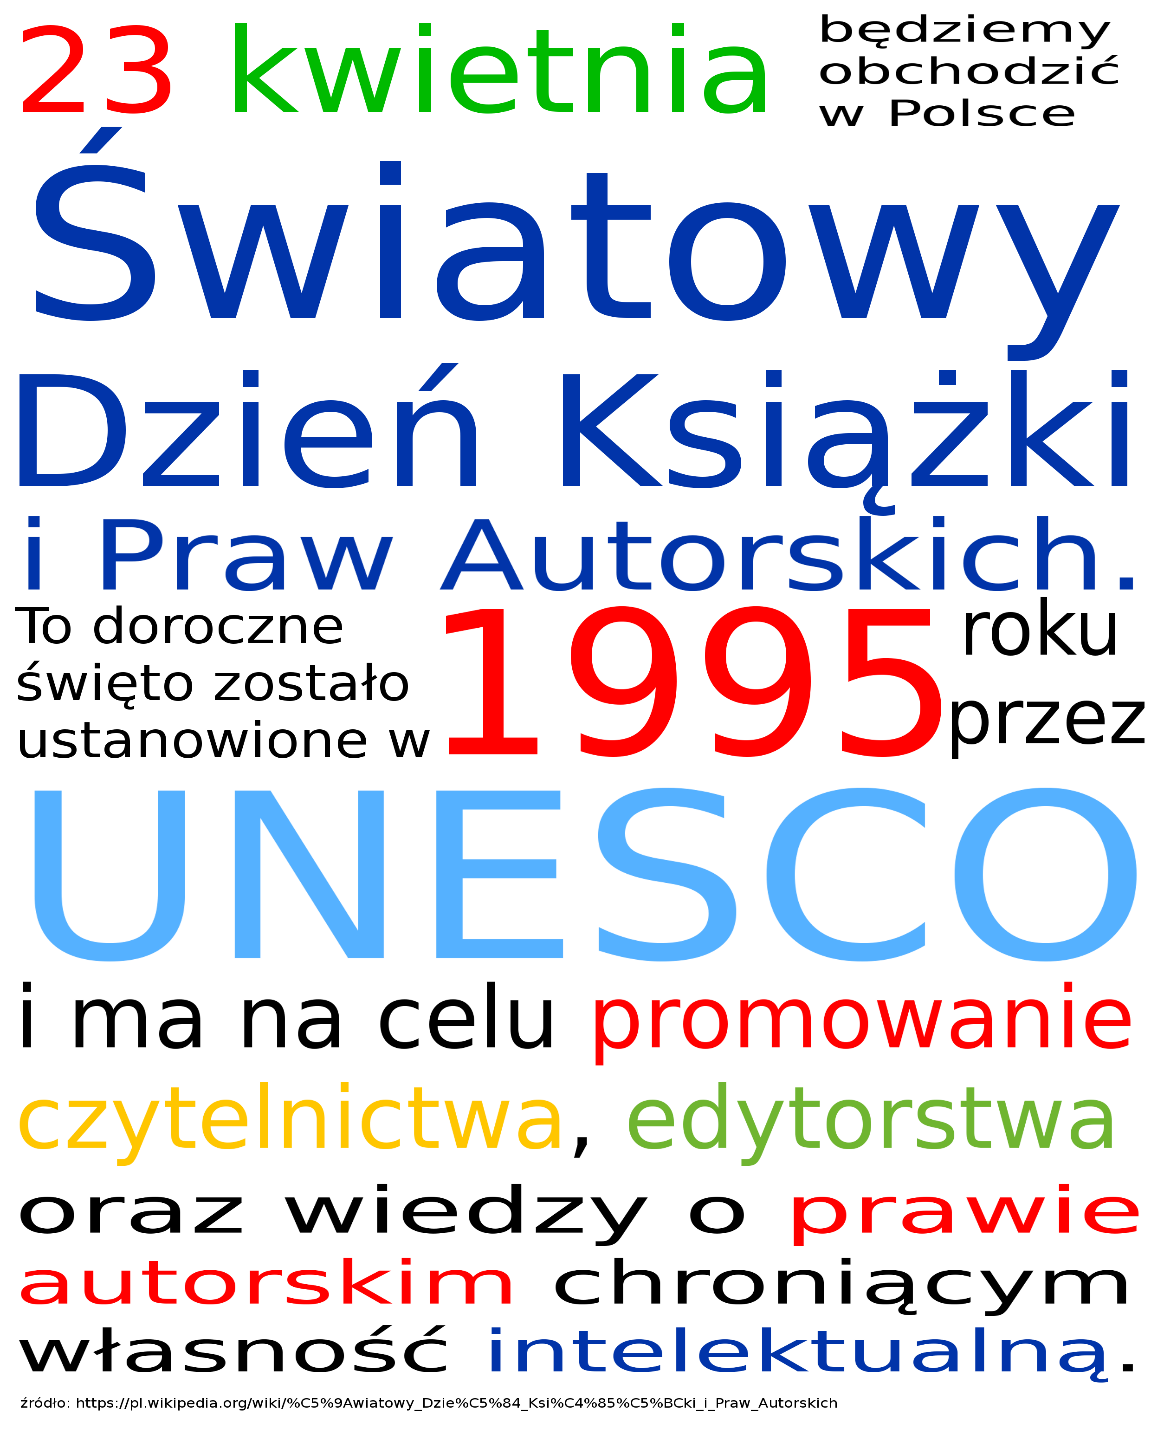 23 kwietnia
będziemy
obchodzić
w Polsce
Światowy
Dzień Książki
i Praw Autorskich.
To doroczne
święto zostało
ustanowione w
1995
roku
przez
UNESCO
i ma na celu promowanie
czytelnictwa, edytorstwa
oraz wiedzy o prawie
autorskim chroniącym
własność intelektualną.
źródło: https://pl.wikipedia.org/wiki/%C5%9Awiatowy_Dzie%C5%84_Ksi%C4%85%C5%BCki_i_Praw_Autorskich